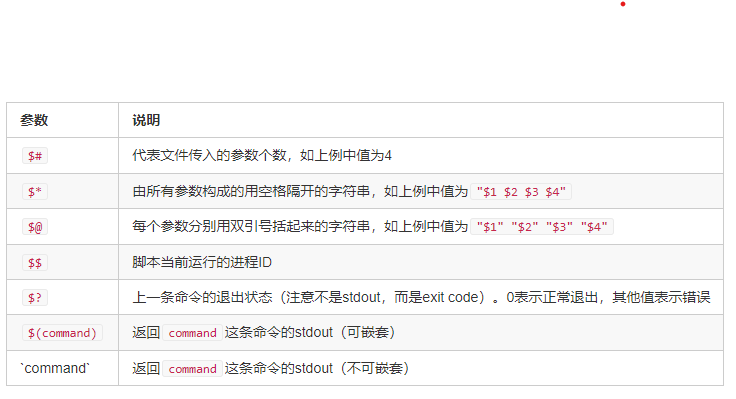 参数 说明
$# 代表文件传入的参数个数，如上例中值为4
$* 由所有参数构成的用空格隔开的字符串，如上例中值为 "$1 $2 $3 $4"
$@ 每个参数分别用双引号括起来的字符串，如上例中值为 "$1" "$2" "$3" "$4"
$$ 脚本当前运行的进程ID
$? 上一条命令的退出状态（注意不是stdout，而是exit code）。0表示正常退出，其他值表示错误
$(command) 返回 command 这条命令的stdout（可嵌套）
`command` 返回 command 这条命令的stdout（不可嵌套）